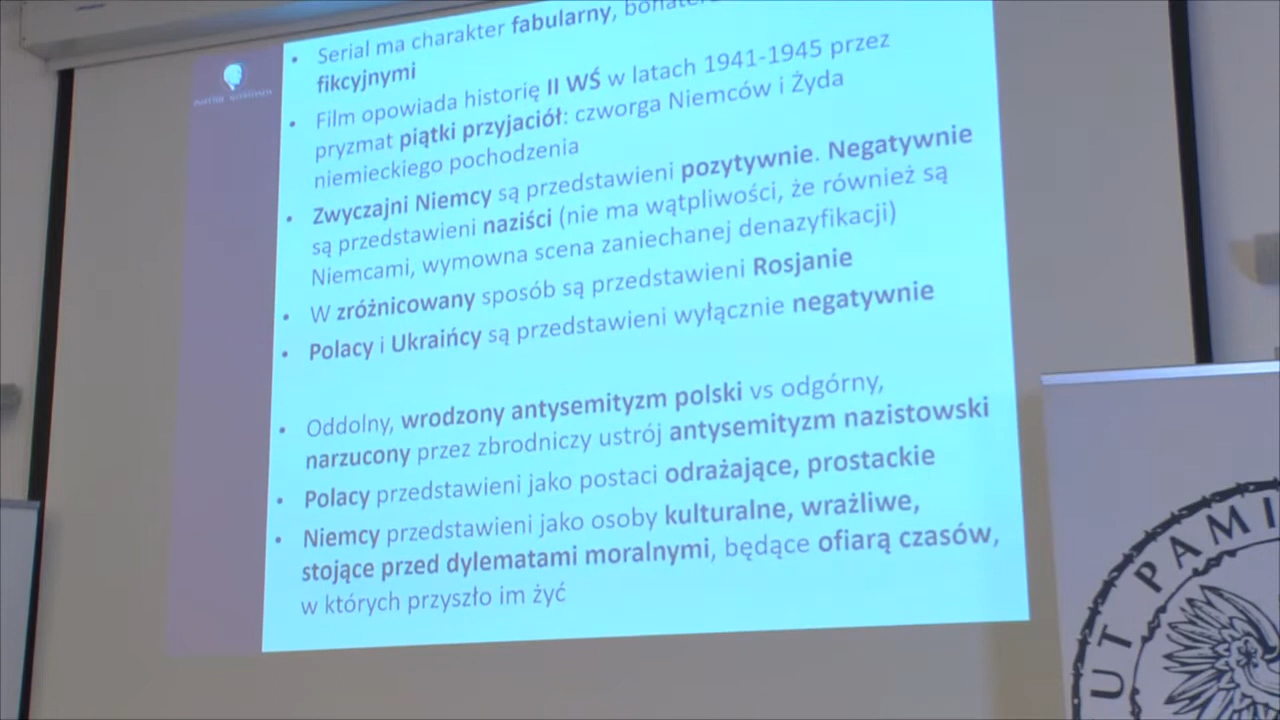 • Serial ma charakter fabularny,
fikcyjnymi
• Film opowiada historię II WŚ w latach 1941-1945 przez
pryzmat piątki przyjaciół: czworga Niemców i Żyda
niemieckiego pochodzenia
• Zwyczajni Niemcy są przedstawieni pozytywnie. Negatywnie
są przedstawieni naziści (nie ma wątpliwości, że również są
Niemcami, wymowna scena zaniechanej denazyfikacji)
• W zróżnicowany sposób są przedstawieni Rosjanie
• Polacy i Ukraińcy są przedstawieni wyłącznie negatywnie
• Oddolny, wrodzony antysemityzm polski vs odgórny,
narzucony przez zbrodniczy ustrój antysemityzm nazistowski
• Polacy przedstawieni jako postaci odrażające, prostackie
• Niemcy przedstawieni jako osoby kulturalne, wrażliwe,
stojące przed dylematami moralnymi, będące ofiarą czasów,
w których przyszło im żyć
UT PAMI